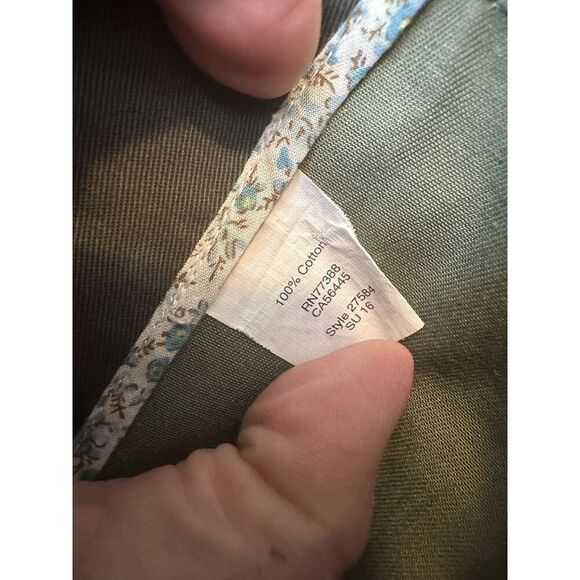 100% Cotton
RN77388
CA56445
Style 27584
SU 16